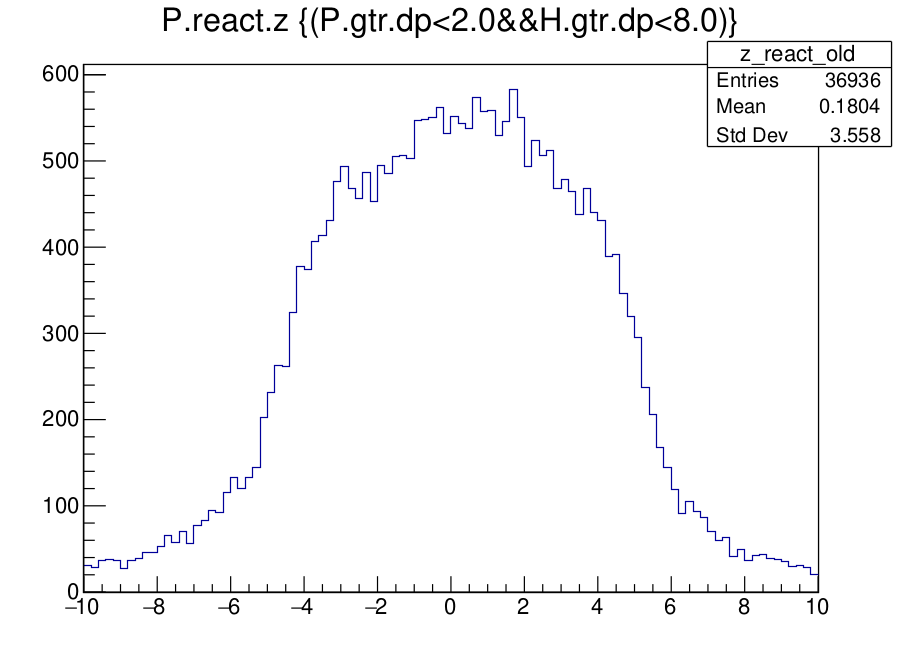 P.react.z {(P.gtr.dp<2.0&&H.gtr.dp<8.0)}
z_react_old
Entries 36936
Mean 0.1804
Std Dev 3.558
600
500
400
300
200
100
0
−10 −8 −6 −4 −2 0 2 4 6 8 10